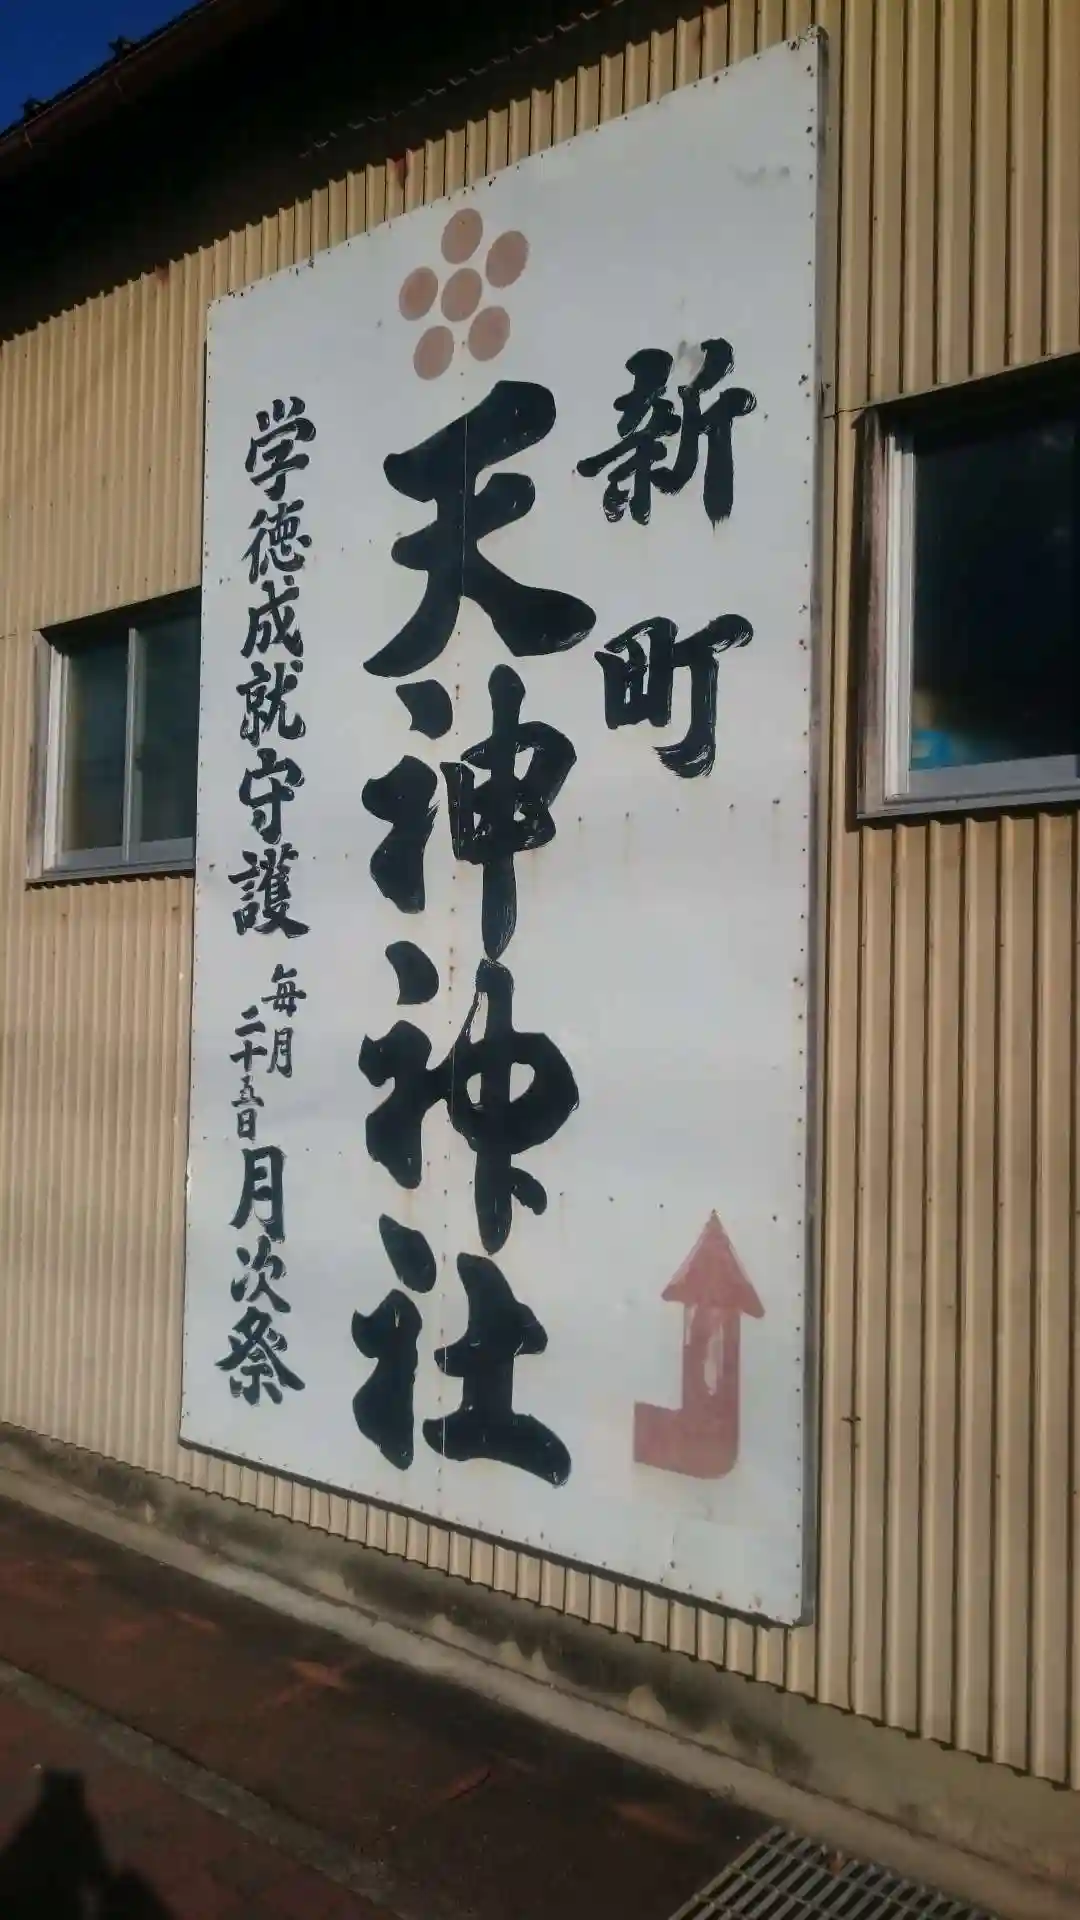 新町
天神神社
学徳成就守護 毎月二十五日 月次祭